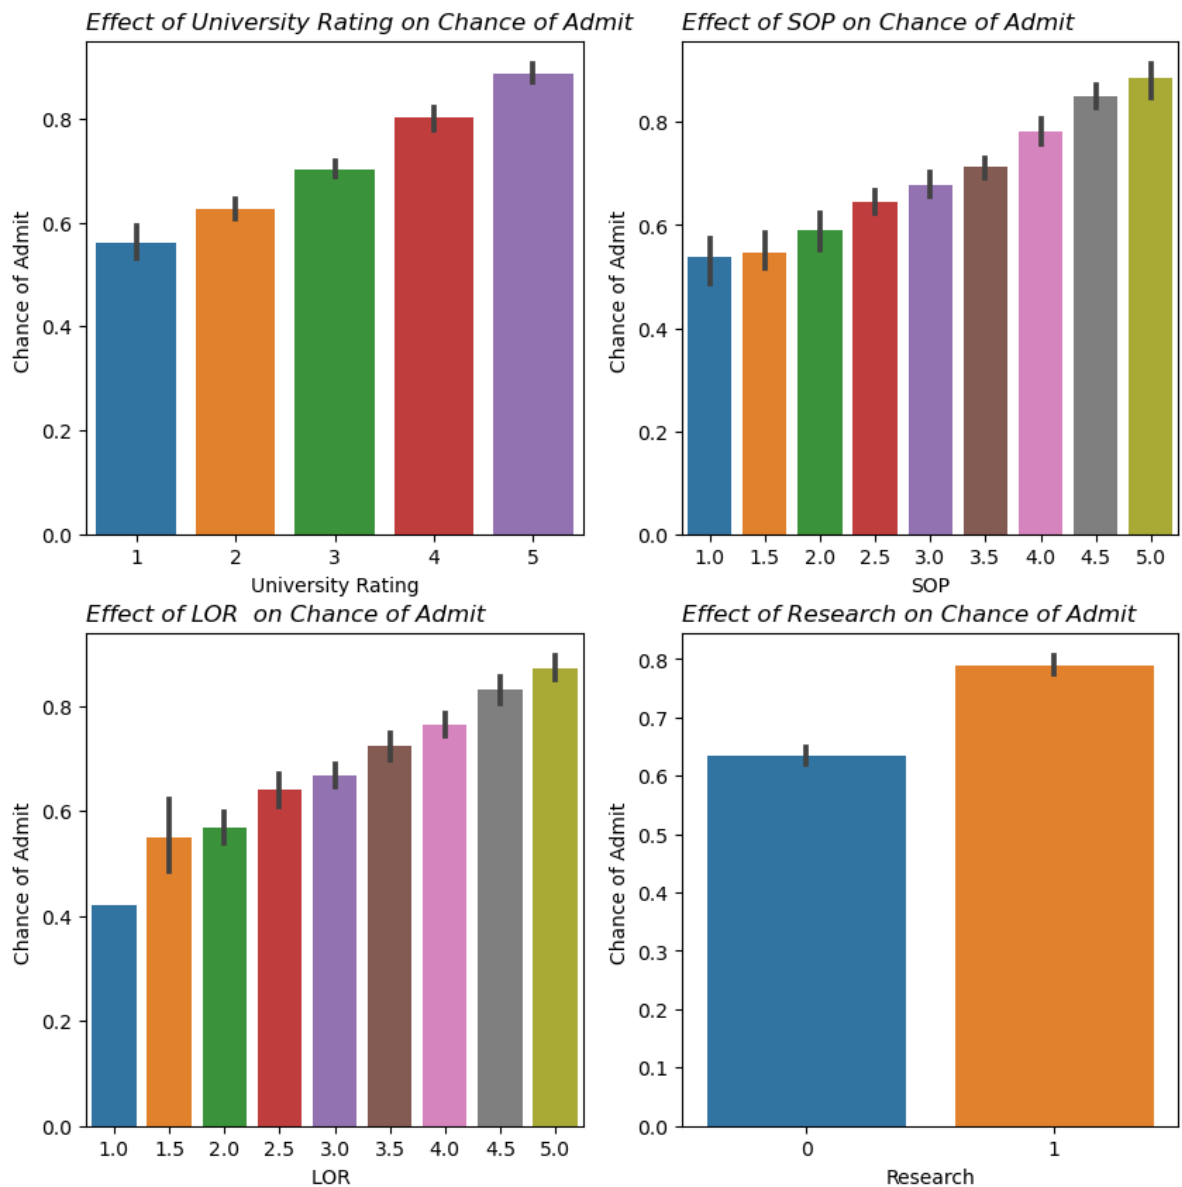 Effect of University Rating on Chance of Admit
Chance of Admit
0.8
0.6
0.4
0.2
0.0
1 2 3 4 5
University Rating
Effect of SOP on Chance of Admit
Chance of Admit
0.8
0.6
0.4
0.2
0.0
1.0 1.5 2.0 2.5 3.0 3.5 4.0 4.5 5.0
SOP
Effect of LOR  on Chance of Admit
Chance of Admit
0.8
0.6
0.4
0.2
0.0
1.0 1.5 2.0 2.5 3.0 3.5 4.0 4.5 5.0
LOR
Effect of Research on Chance of Admit
Chance of Admit
0.8
0.7
0.6
0.5
0.4
0.3
0.2
0.1
0.0
0 1
Research